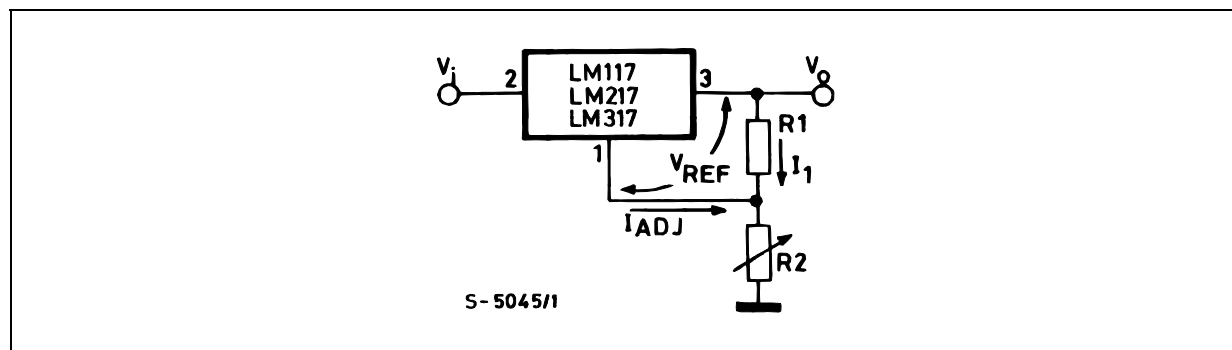 Vi
2
LM117
LM217
LM317
3
VO
1
VREF
R1
I1
IADJ
R2
S-5045/1